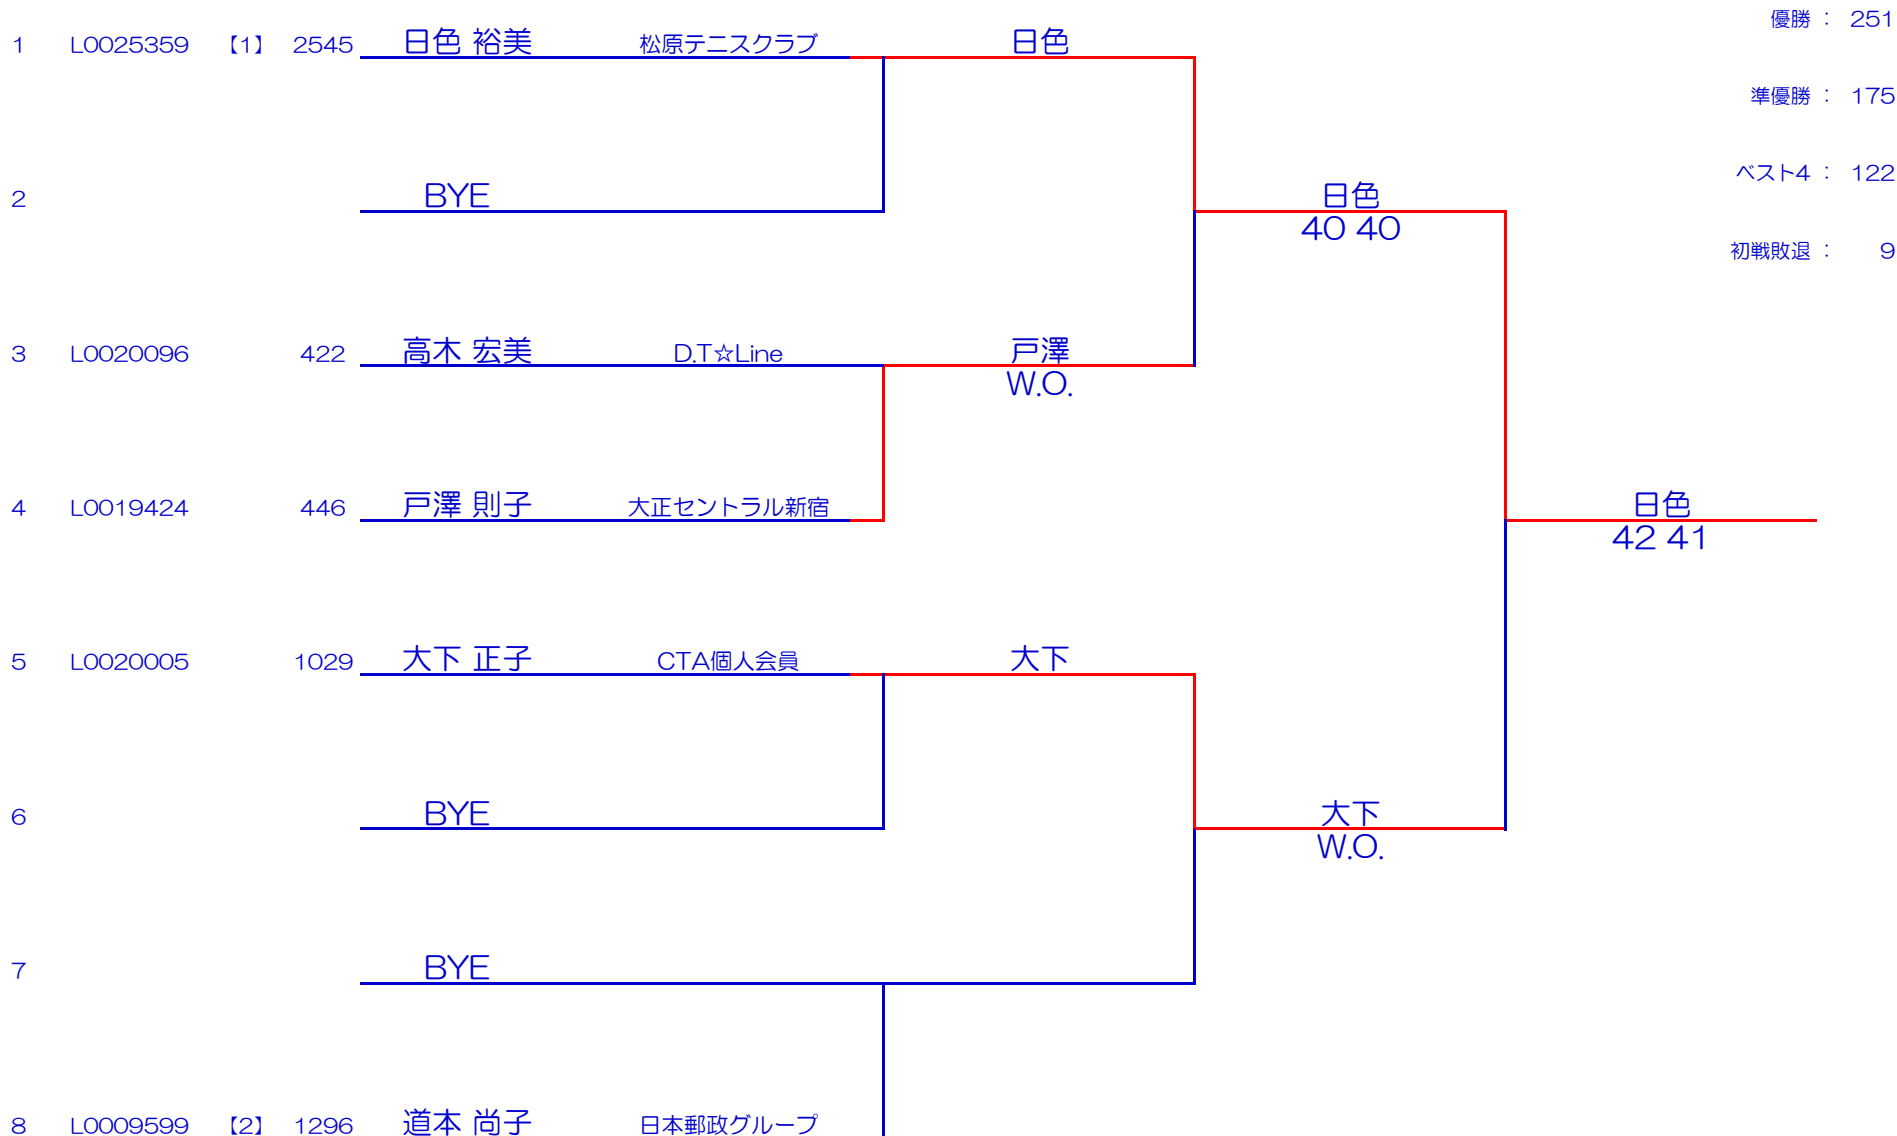 優勝 : 251
1 L0025359 【1】 2545 日色 裕美 松原テニスクラブ 日色
準優勝 : 175
ベスト4 : 122
2 BYE 日色
40 40
初戦敗退 : 9
3 L0020096 422 高木 宏美 D.T☆Line 戸澤
W.O.
4 L0019424 446 戸澤 則子 大正セントラル新宿 日色
42 41
5 L0020005 1029 大下 正子 CTA個人会員 大下
6 BYE 大下
W.O.
7 BYE
8 L0009599 【2】 1296 道本 尚子 日本郵政グループ